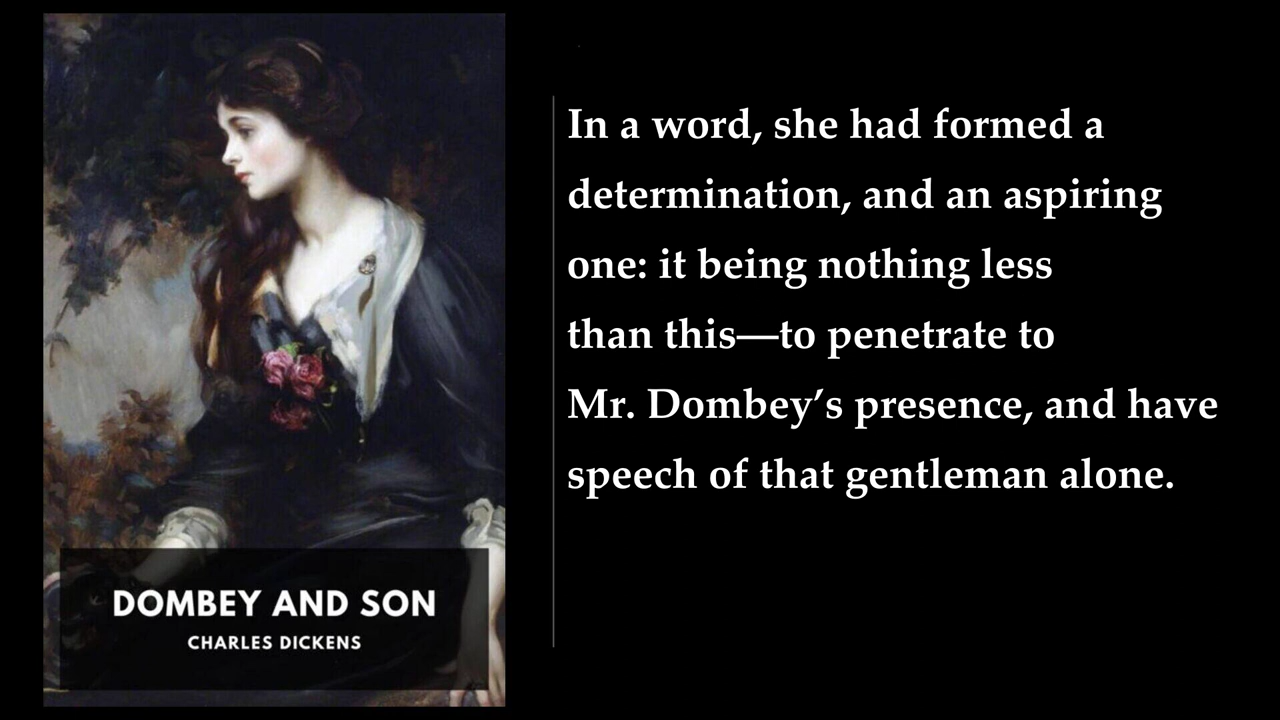 In a word, she had formed a
determination, and an aspiring
one: it being nothing less
than this—to penetrate to
Mr. Dombey’s presence, and have
speech of that gentleman alone.
DOMBEY AND SON
CHARLES DICKENS